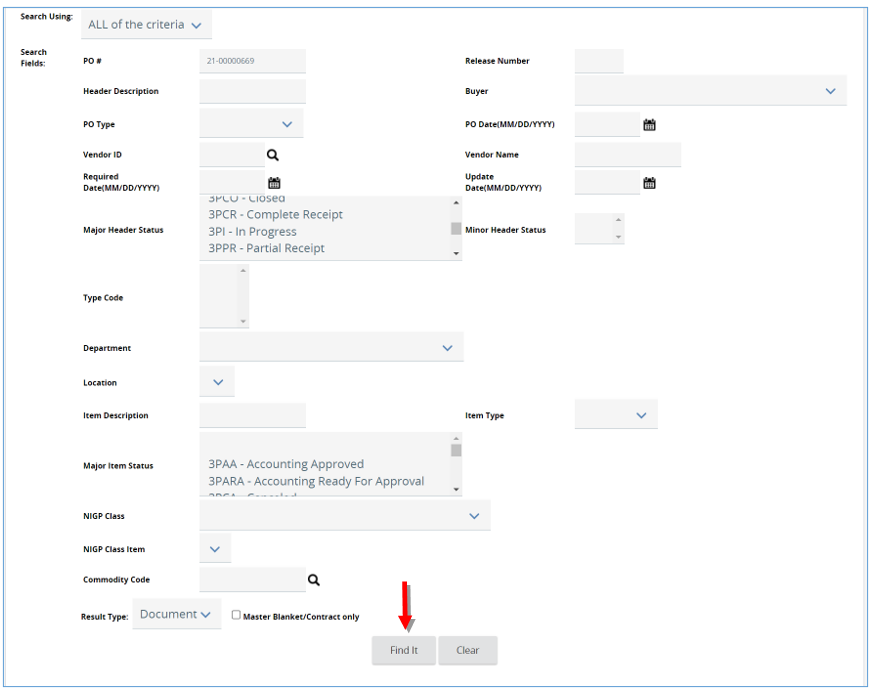 Search Using: ALL of the criteria
Search Fields:
PO # 21-00000669 Release Number
Header Description Buyer
PO Type PO Date(MM/DD/YYYY)
Vendor ID Vendor Name
Required Date(MM/DD/YYYY) Update Date(MM/DD/YYYY)
Major Header Status 3PCO - Closed
3PCR - Complete Receipt
3PI - In Progress
3PPR - Partial Receipt
Minor Header Status
Type Code
Department
Location
Item Description Item Type
Major Item Status
3PAA - Accounting Approved
3PARA - Accounting Ready For Approval
3PCA - Canceled
NIGP Class
NIGP Class Item
Commodity Code
Result Type: Document Master Blanket/Contract only
Find It Clear